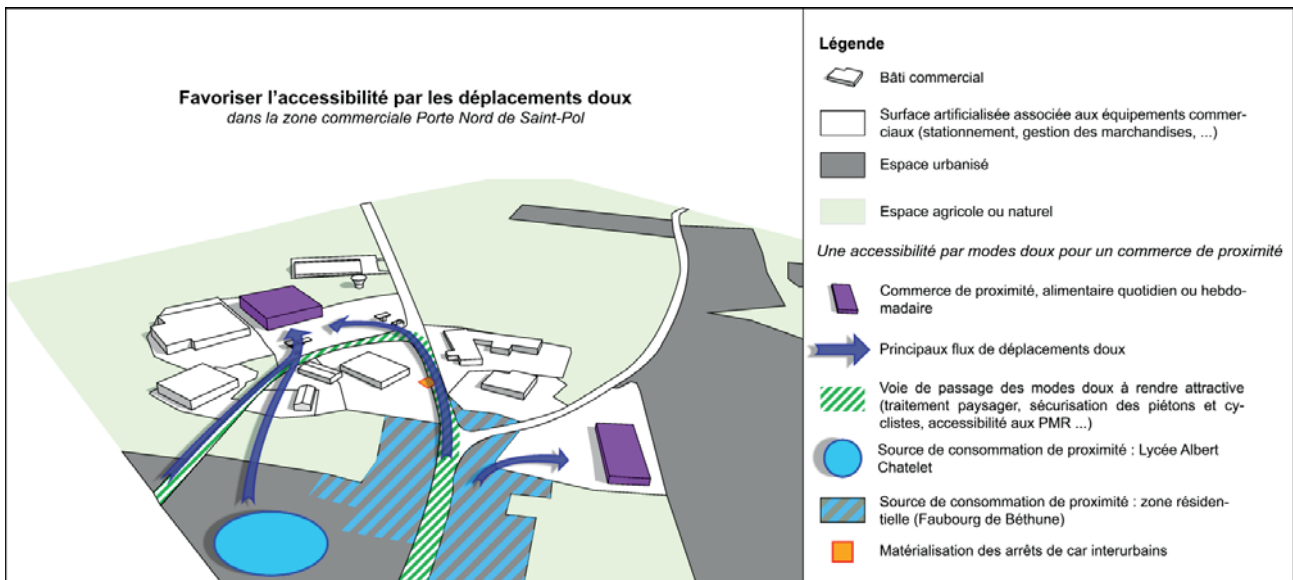 Favoriser l'accessibilité par les déplacements doux
dans la zone commerciale Porte Nord de Saint-Pol
Légende
Bâti commercial
Surface artificialisée associée aux équipements commer-
ciaux (stationnement, gestion des marchandises, ...)
Espace urbanisé
Espace agricole ou naturel
Une accessibilité par modes doux pour un commerce de proximité
Commerce de proximité, alimentaire quotidien ou hebdo-
madaire
Principaux flux de déplacements doux
Voie de passage des modes doux à rendre attractive
(traitement paysager, sécurisation des piétons et cy-
clistes, accessibilité aux PMR ...)
Source de consommation de proximité : Lycée Albert
Chatelet
Source de consommation de proximité : zone résiden-
tielle (Faubourg de Béthune)
Matérialisation des arrêts de car interurbains